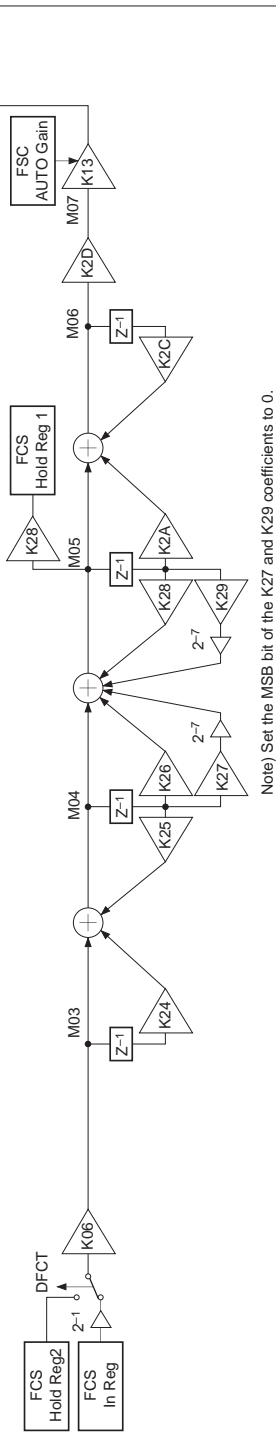 FCS
Hold Reg2
FCS
In Reg
2–1
DFCT
K06
M03
Z–1
K24
M04
Z–1
K25
K26
K27
2–7
M05
FCS
Hold Reg 1
K28
Z–1
K28
K2A
K29
2–7
M06
Z–1
K2C
K2D
M07
FSC
AUTO Gain
K13
Note) Set the MSB bit of the K27 and K29 coefficients to 0.